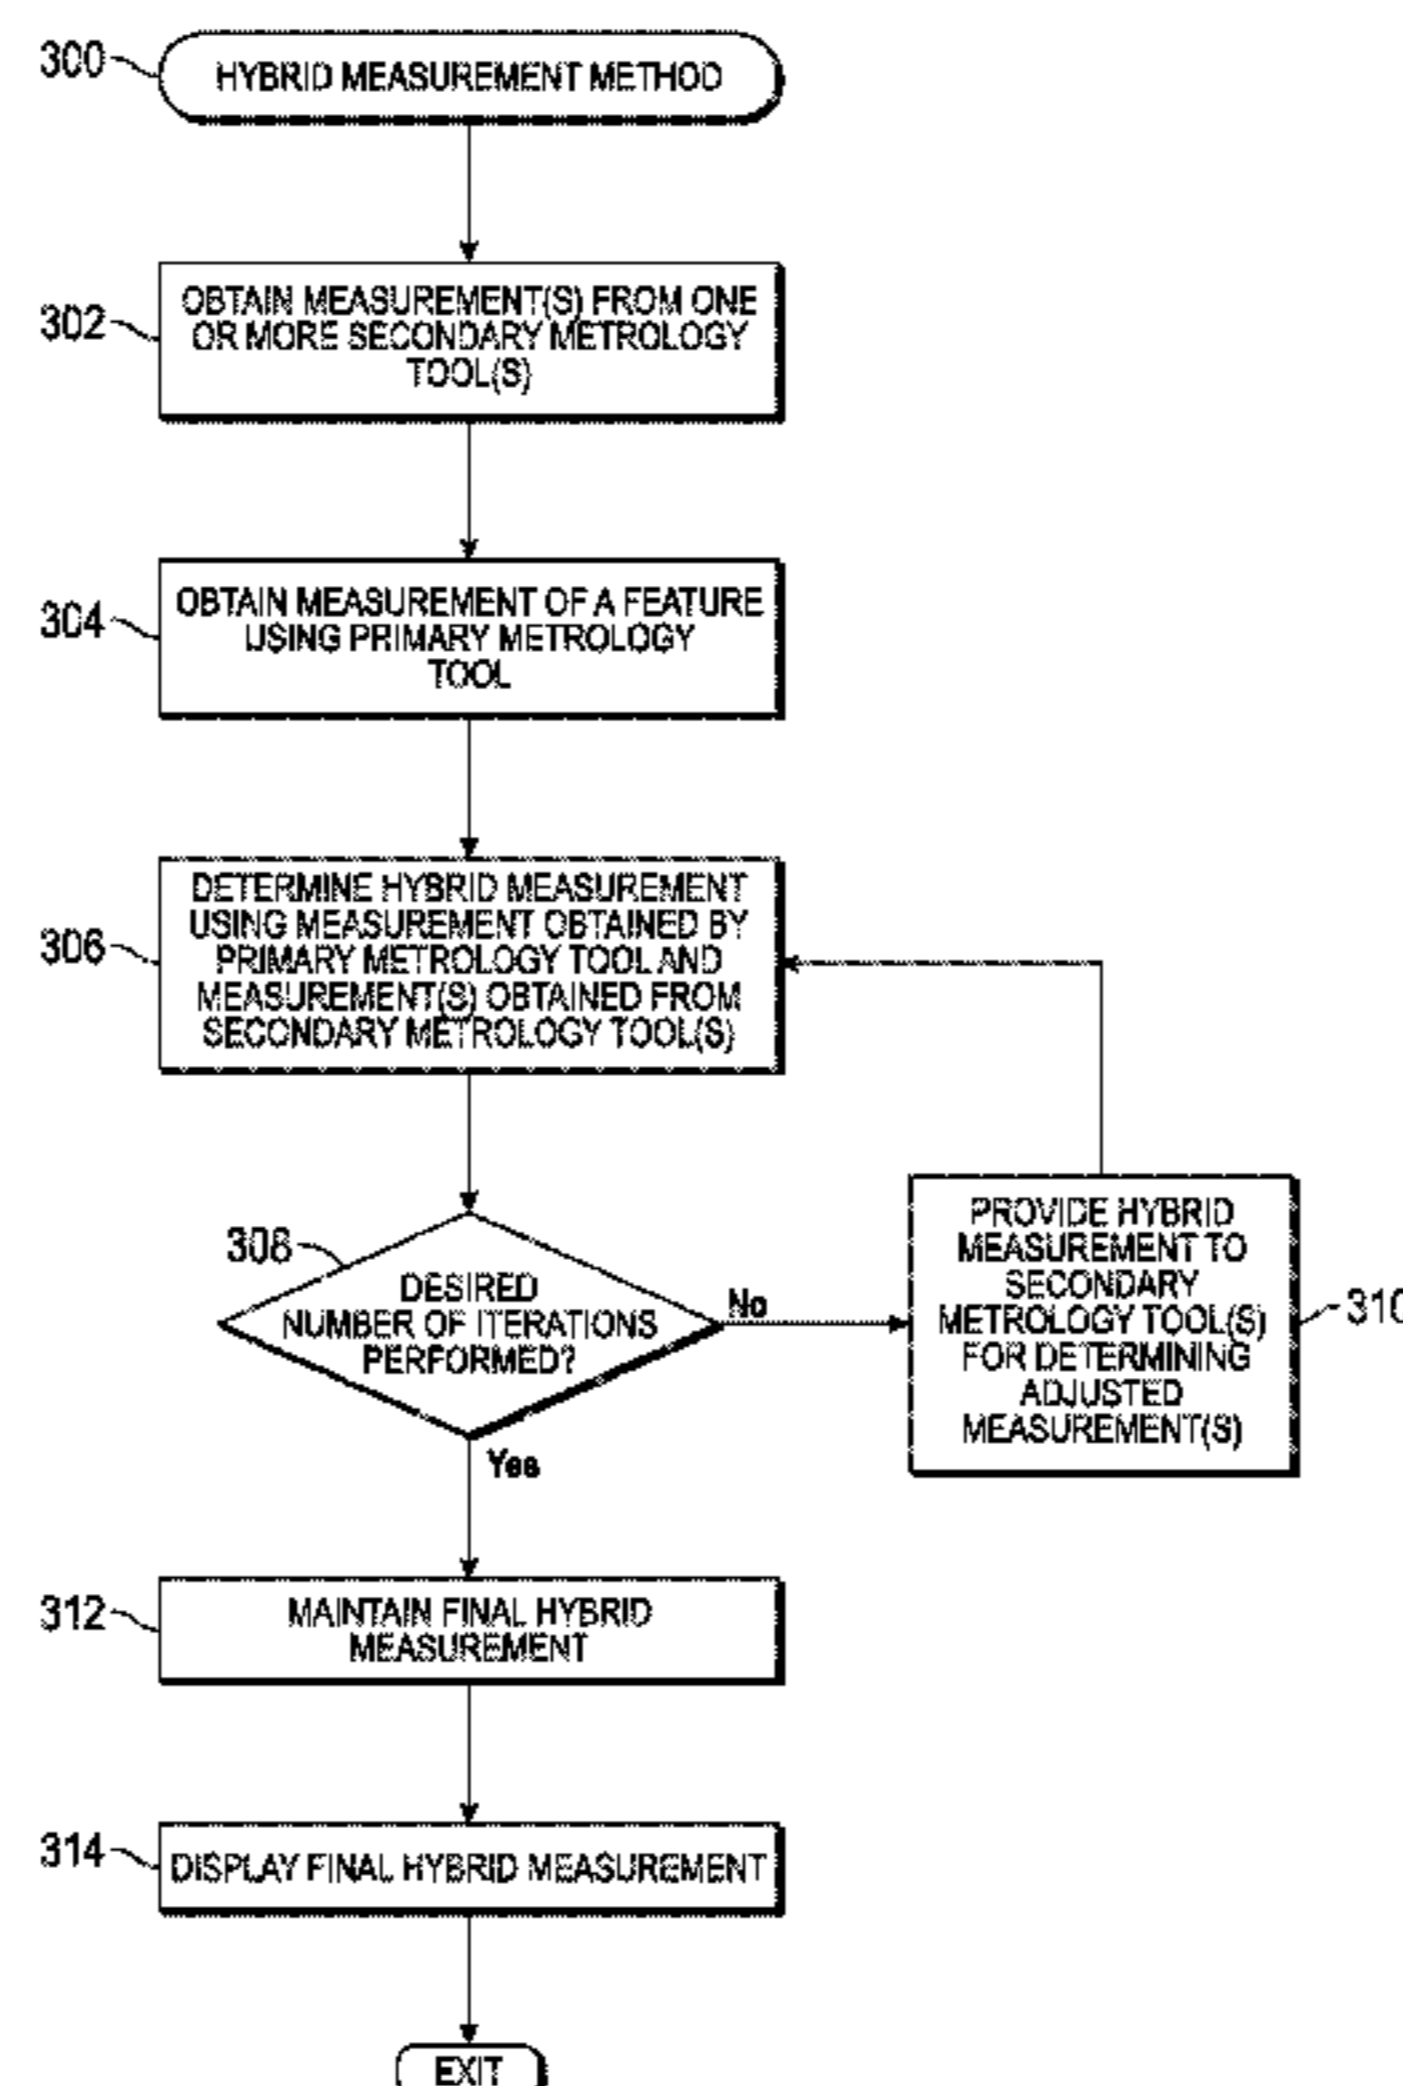 300
HYBRID MEASUREMENT METHOD
302
OBTAIN MEASUREMENT(S) FROM ONE
OR MORE SECONDARY METROLOGY
TOOL(S)
304
OBTAIN MEASUREMENT OF A FEATURE
USING PRIMARY METROLOGY
TOOL
306
DETERMINE HYBRID MEASUREMENT
USING MEASUREMENT OBTAINED BY
PRIMARY METROLOGY TOOL AND
MEASUREMENT(S) OBTAINED FROM
SECONDARY METROLOGY TOOL(S)
308
DESIRED
NUMBER OF ITERATIONS
PERFORMED?
No
PROVIDE HYBRID
MEASUREMENT TO
SECONDARY
METROLOGY TOOL(S)
FOR DETERMINING
ADJUSTED
MEASUREMENT(S)
310
Yes
312
MAINTAIN FINAL HYBRID
MEASUREMENT
314
DISPLAY FINAL HYBRID MEASUREMENT
EXIT